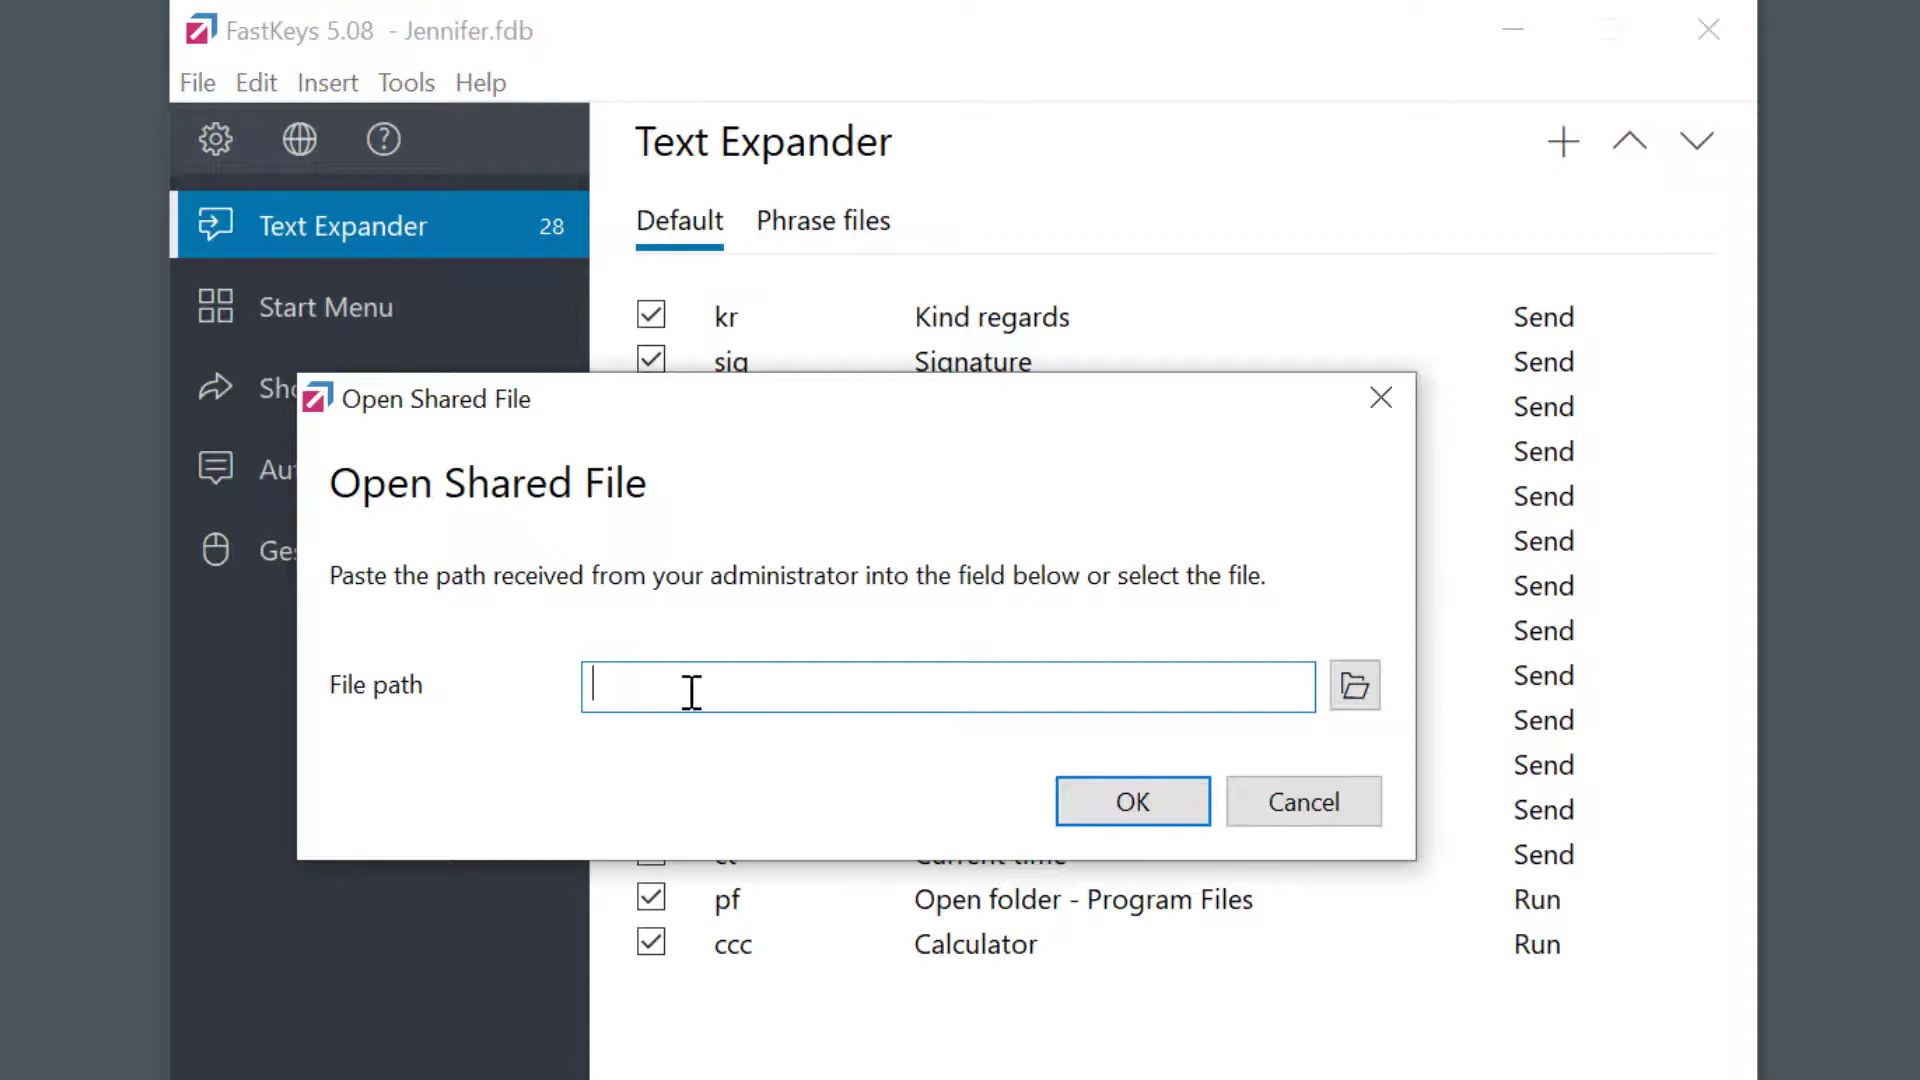 FastKeys 5.08 - Jennifer.fdb
File Edit Insert Tools Help
Text Expander
Default Phrase files
Text Expander 28
Start Menu
kr Kind regards Send
sig Signature Send
Send
Send
Send
Send
Send
Send
Send
Send
Send
Send
Open Shared File
Open Shared File
Paste the path received from your administrator into the field below or select the file.
File path
OK Cancel
Current time Send
pf Open folder - Program Files Run
ccc Calculator Run